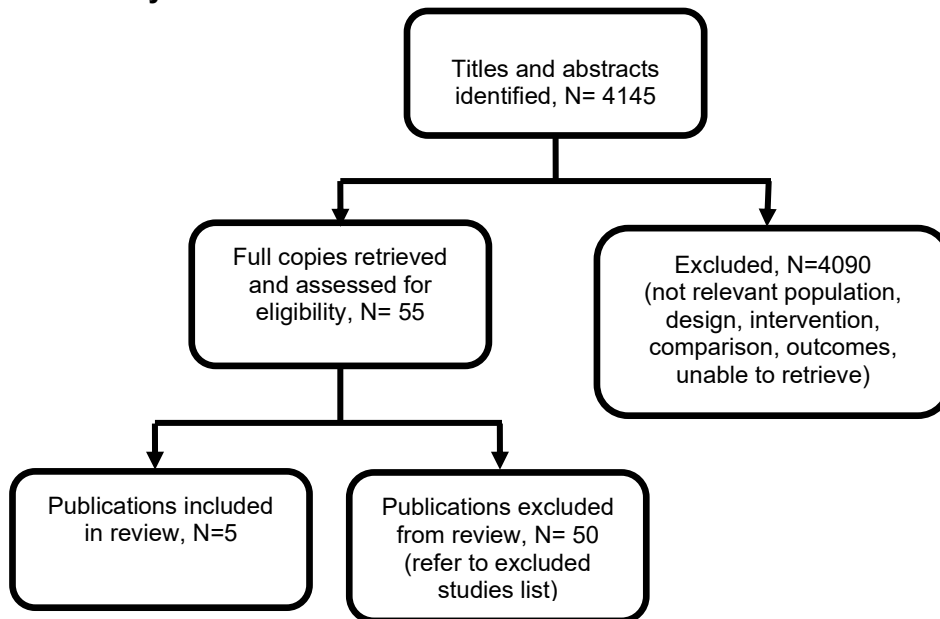 Titles and abstracts
identified, N= 4145
Full copies retrieved
and assessed for
eligibility, N= 55
Excluded, N=4090
(not relevant population,
design, intervention,
comparison, outcomes,
unable to retrieve)
Publications included
in review, N=5
Publications excluded
from review, N= 50
(refer to excluded
studies list)